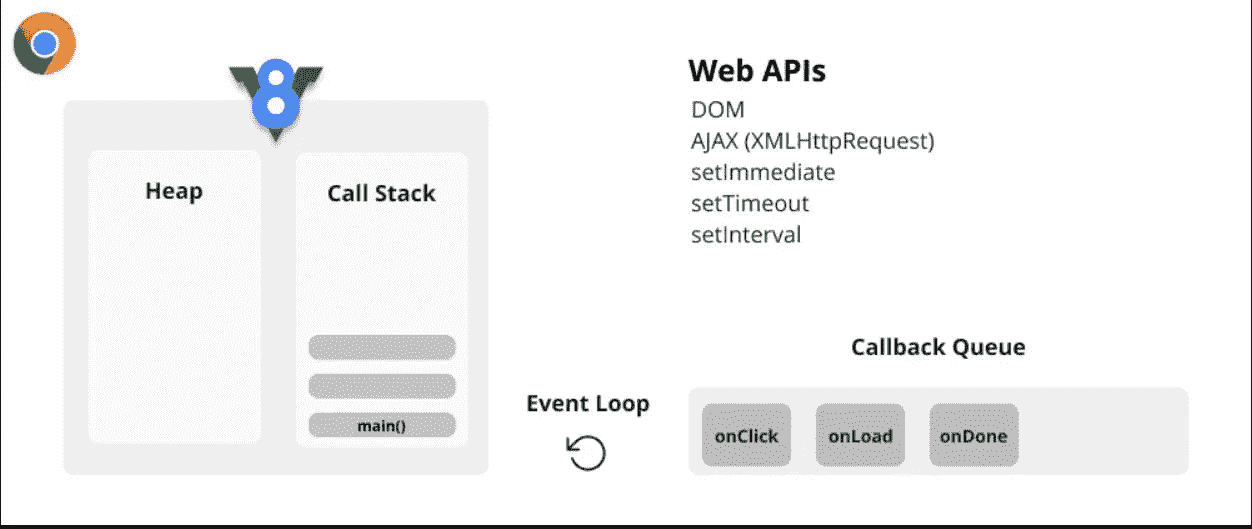 8
Heap
Call Stack
main()
Event Loop
Web APIs
DOM
AJAX (XMLHttpRequest)
setImmediate
setTimeout
setInterval
Callback Queue
onClick
onLoad
onDone